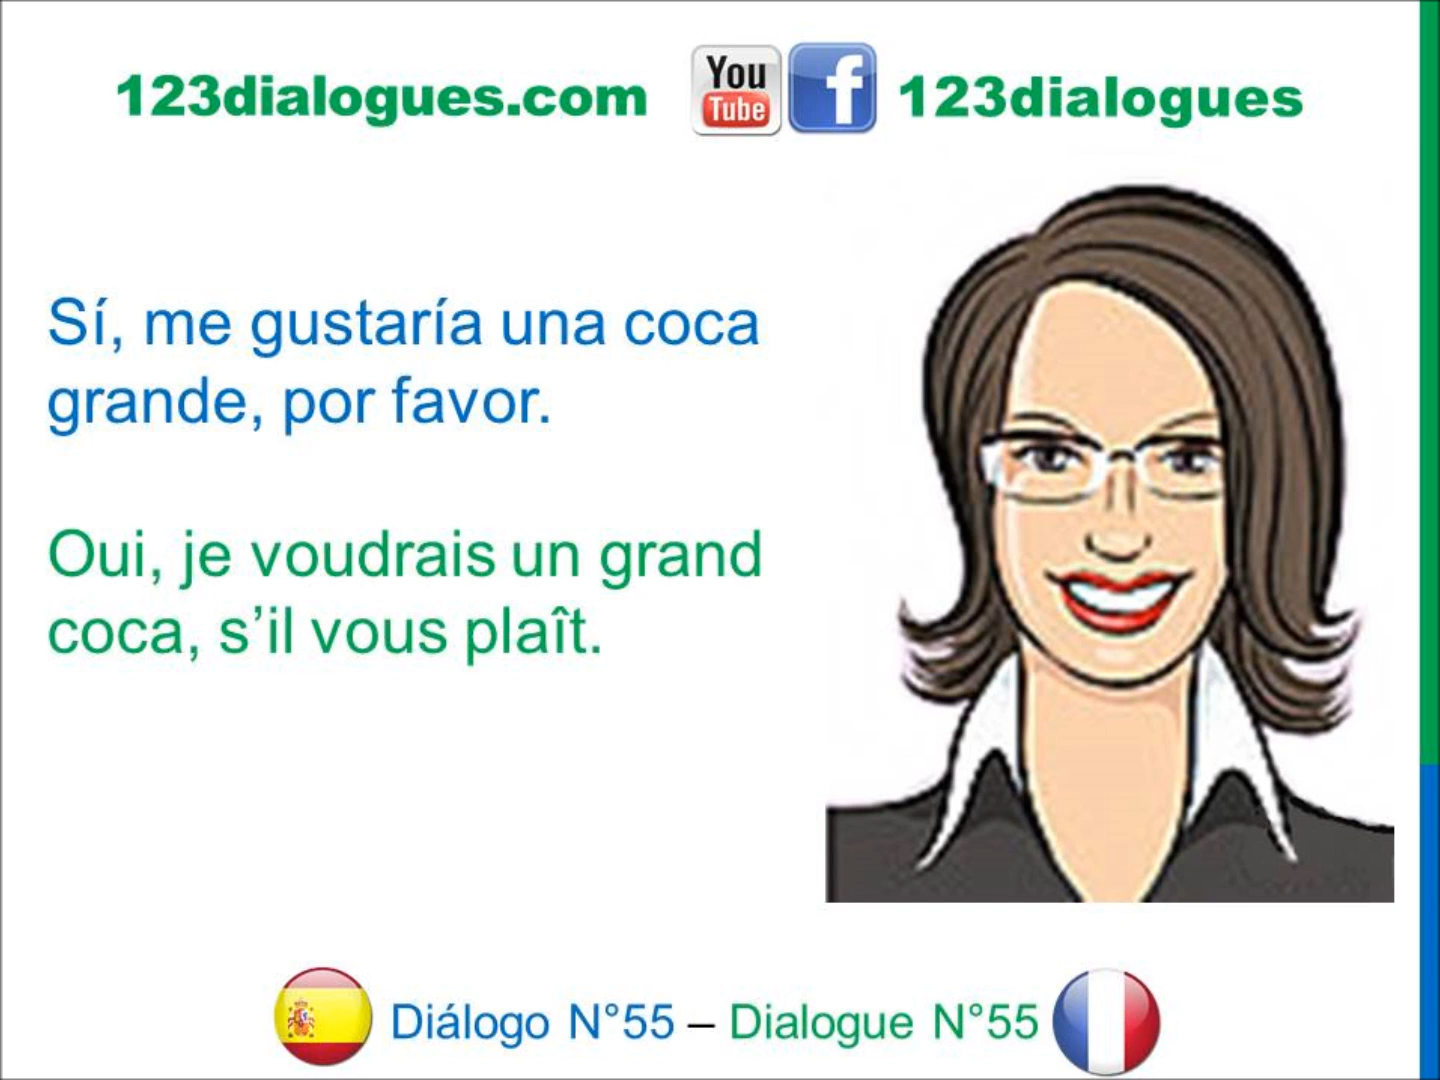 123dialogues.com You Tube f 123dialogues
Sí, me gustaría una coca
grande, por favor.
Oui, je voudrais un grand
coca, s’il vous plaît.
Diálogo N°55 – Dialogue N°55